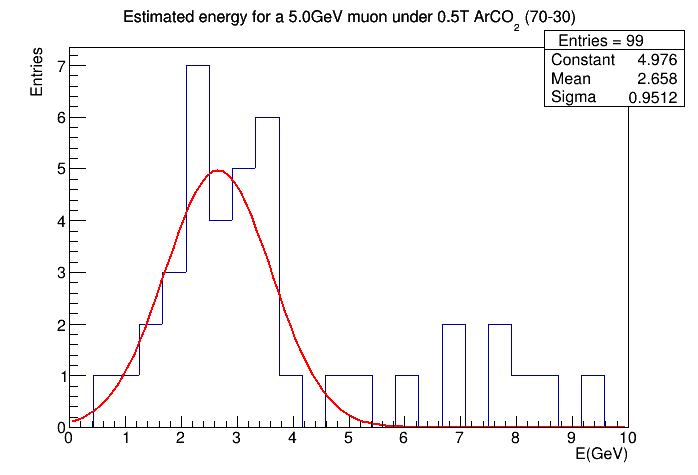 Estimated energy for a 5.0GeV muon under 0.5T ArCO2 (70-30)
Entries = 99
Constant 4.976
Mean 2.658
Sigma 0.9512
Entries
7
6
5
4
3
2
1
0
0 1 2 3 4 5 6 7 8 9 10
E(GeV)